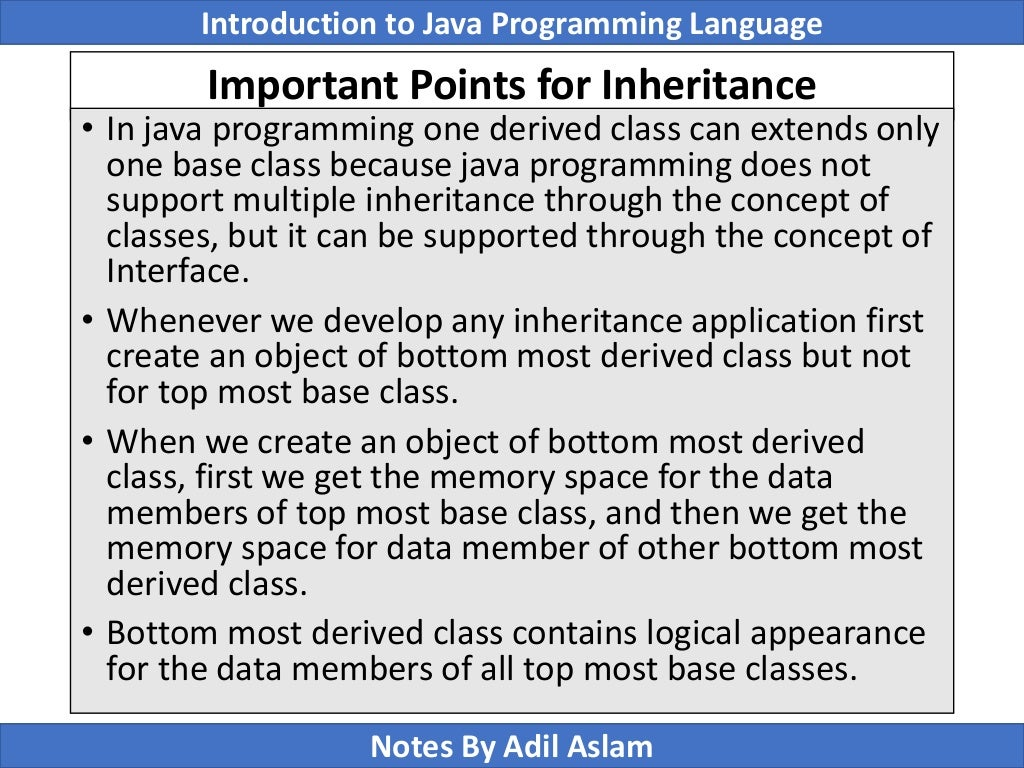 Introduction to Java Programming Language
Important Points for Inheritance
• In java programming one derived class can extends only
one base class because java programming does not
support multiple inheritance through the concept of
classes, but it can be supported through the concept of
Interface.
• Whenever we develop any inheritance application first
create an object of bottom most derived class but not
for top most base class.
• When we create an object of bottom most derived
class, first we get the memory space for the data
members of top most base class, and then we get the
memory space for data member of other bottom most
derived class.
• Bottom most derived class contains logical appearance
for the data members of all top most base classes.
Notes By Adil Aslam